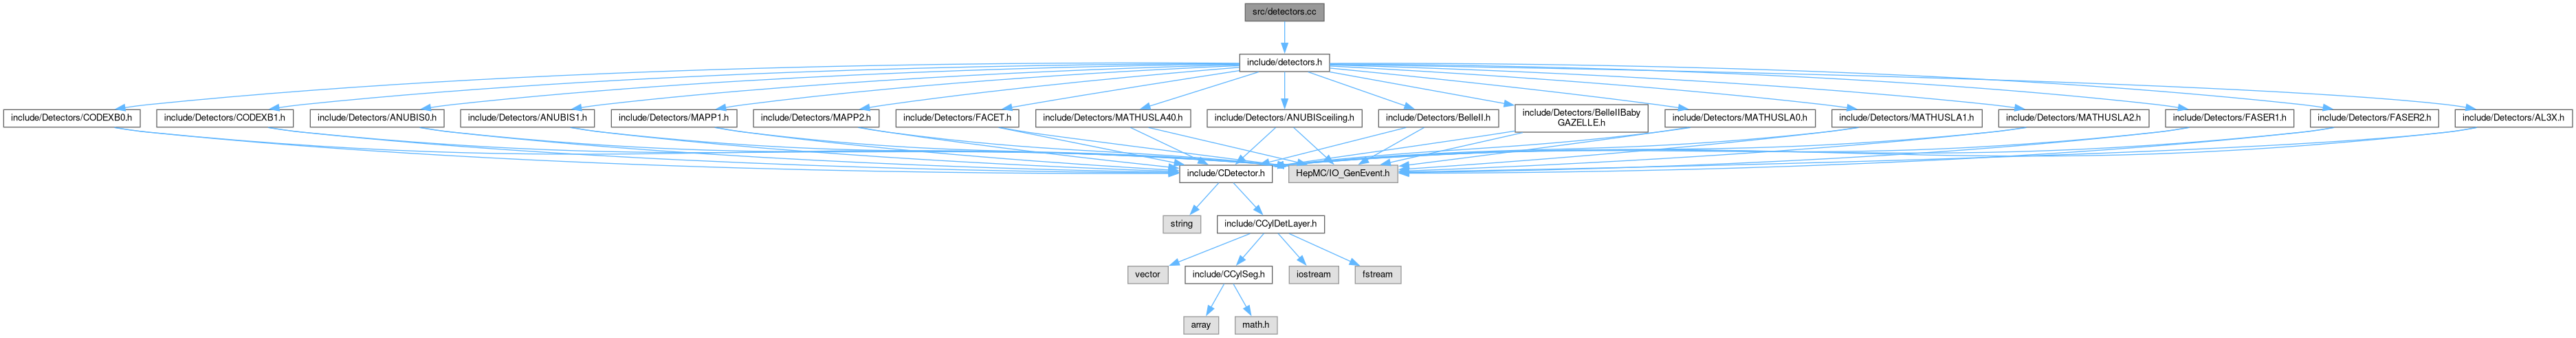 src/detectors.cc
include/detectors.h
include/Detectors/CODEXB0.h
include/Detectors/CODEXB1.h
include/Detectors/ANUBIS0.h
include/Detectors/ANUBIS1.h
include/Detectors/MAPP1.h
include/Detectors/MAPP2.h
include/Detectors/FACET.h
include/Detectors/MATHUSLA40.h
include/Detectors/ANUBISceiling.h
include/Detectors/BelleII.h
include/Detectors/BelleIIBaby
GAZELLE.h
include/Detectors/MATHUSLA0.h
include/Detectors/MATHUSLA1.h
include/Detectors/MATHUSLA2.h
include/Detectors/FASER1.h
include/Detectors/FASER2.h
include/Detectors/AL3X.h
include/CDetector.h
HepMC/IO_GenEvent.h
string
include/CCylDetLayer.h
vector
include/CCylSeg.h
iostream
fstream
array
math.h